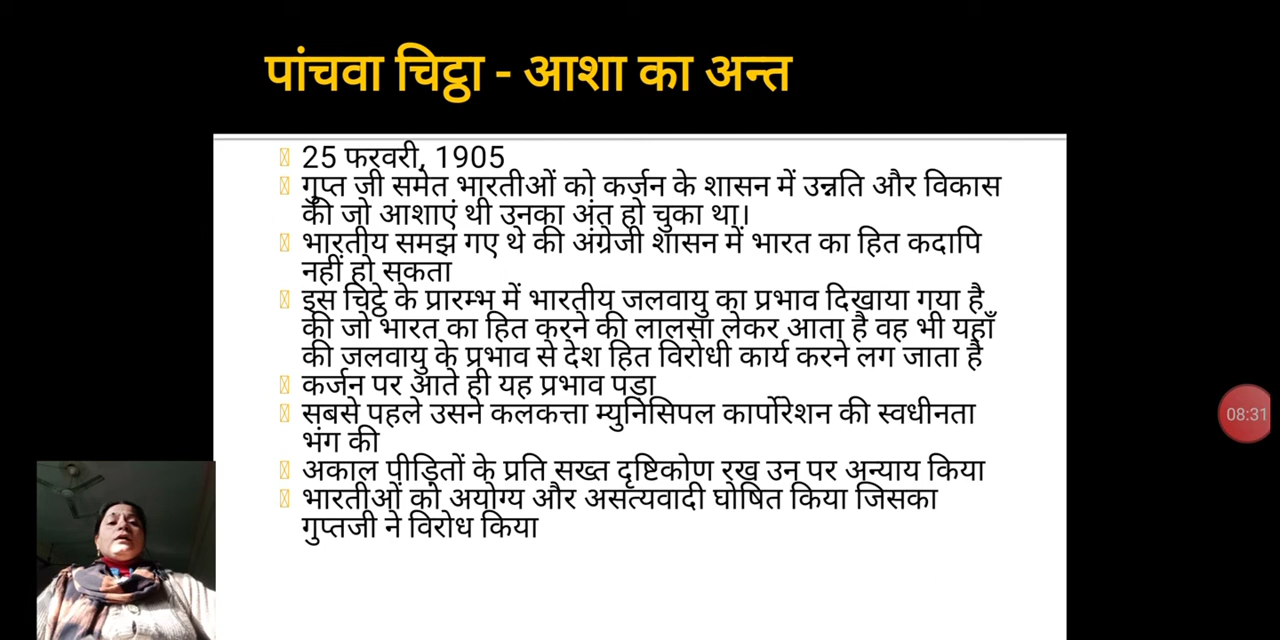 पांचवा चिट्ठा - आशा का अन्त
25 फरवरी, 1905
गुप्त जी समेत भारतीओं को कर्जन के शासन में उन्नति और विकास
की जो आशाएं थी उनका अंत हो चुका था।
भारतीय समझ गए थे की अंग्रेजी शासन में भारत का हित कदापि
नहीं हो सकता
इस चिट्ठे के प्रारम्भ में भारतीय जलवायु का प्रभाव दिखाया गया है
की जो भारत का हित करने की लालसा लेकर आता है वह भी यहाँ
की जलवायु के प्रभाव से देश हित विरोधी कार्य करने लग जाता है
कर्जन पर आते ही यह प्रभाव पड़ा
सबसे पहले उसने कलकत्ता म्युनिसिपल कार्पोरेशन की स्वधीनता
भंग की
अकाल पीड़ितों के प्रति सख्त दृष्टिकोण रख उन पर अन्याय किया
भारतीओं को अयोग्य और असत्यवादी घोषित किया जिसका
गुप्तजी ने विरोध किया
08:31